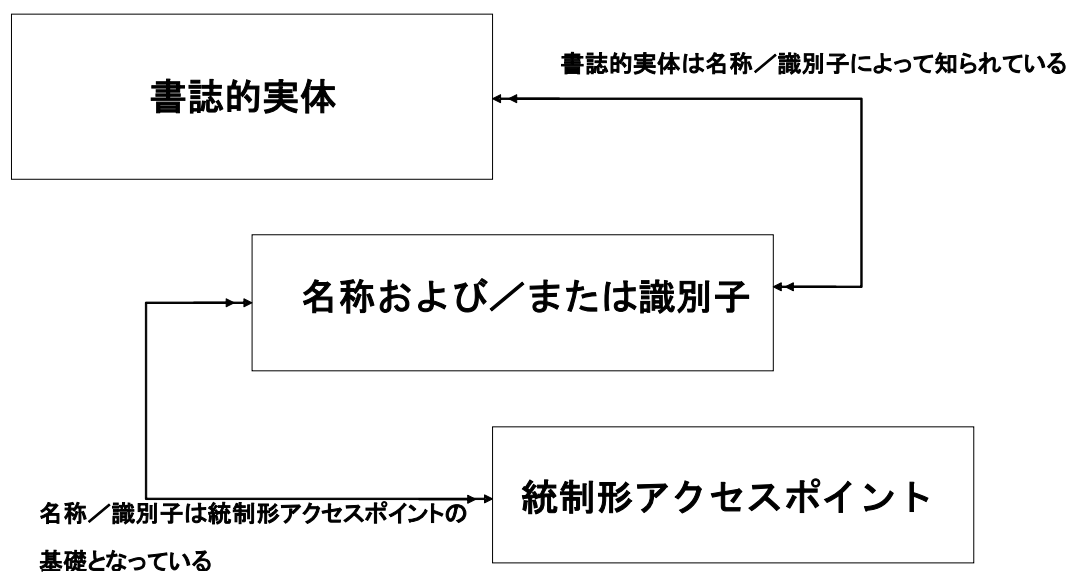 書誌的実体
書誌的実体は名称／識別子によって知られている
名称および／または識別子
統制形アクセスポイント
名称／識別子は統制形アクセスポイントの
基礎となっている